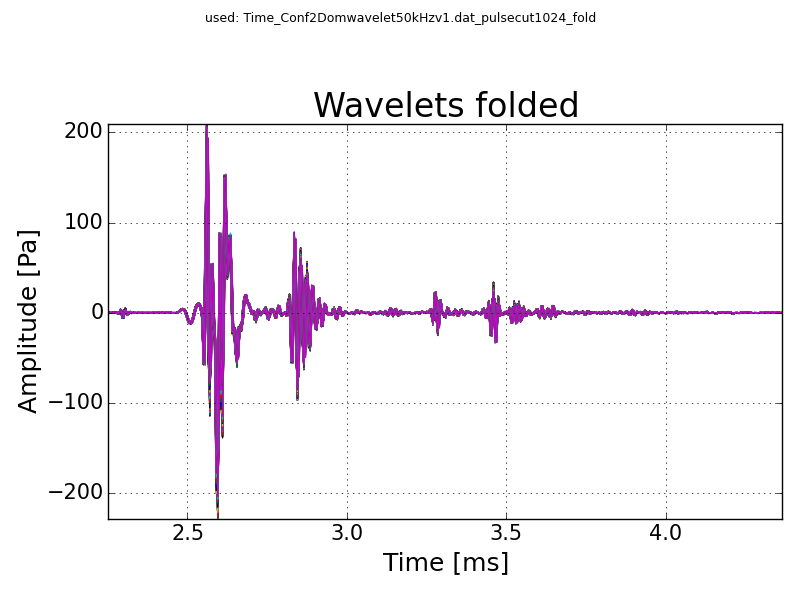 used: Time_Conf2Domwavelet50kHzv1.dat_pulsecut1024_fold
Wavelets folded
200
100
0
−100
−200
Amplitude [Pa]
2.5 3.0 3.5 4.0
Time [ms]